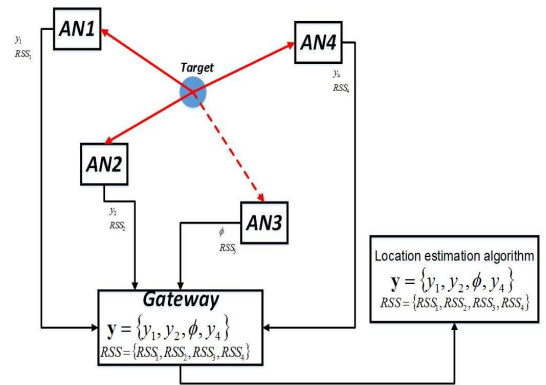 AN1
AN4
y₁
RSS₁
Target
y₄
RSS₄
AN2
y₂
RSS₂
AN3
ϕ
RSS₃
Gateway
y = {y₁, y₂, ϕ, y₄}
RSS = {RSS₁, RSS₂, RSS₃, RSS₄}
Location estimation algorithm
y = {y₁, y₂, ϕ, y₄}
RSS = {RSS₁, RSS₂, RSS₃, RSS₄}